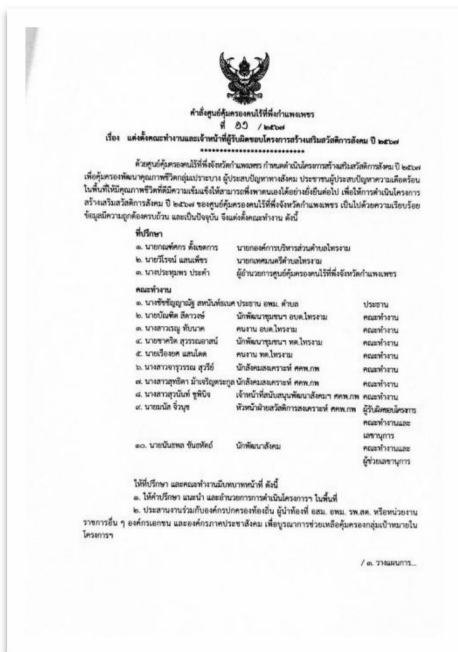 คำสั่งศูนย์คุ้มครองคนไร้ที่พึ่งกำแพงเพชร
ที่ /๒๕๖๗
เรื่อง แต่งตั้งคณะทำงานและเจ้าหน้าที่ผู้รับผิดชอบโครงการสร้างเสริมสวัสดิการสังคม ปี ๒๕๖๗
******************************
ด้วยศูนย์คุ้มครองคนไร้ที่พึ่งจังหวัดกำแพงเพชร กำหนดดำเนินโครงการสร้างเสริมสวัสดิการสังคม ปี ๒๕๖๗
เพื่อคุ้มครองพัฒนาคุณภาพชีวิตกลุ่มเปราะบาง ผู้ประสบปัญหาทางสังคม ประชาชนผู้ประสบปัญหาความเดือดร้อน
ในพื้นที่ให้มีคุณภาพชีวิตที่ดีมีความเข้มแข็งให้สามารถพึ่งพาตนเองได้อย่างยั่งยืนต่อไป เพื่อให้การดำเนินโครงการ
สร้างเสริมสวัสดิการสังคม ปี ๒๕๖๗ ของศูนย์คุ้มครองคนไร้ที่พึ่งจังหวัดกำแพงเพชร เป็นไปด้วยความเรียบร้อย
ข้อมูลมีความถูกต้องครบถ้วน และเป็นปัจจุบัน จึงแต่งตั้งคณะทำงาน ดังนี้
ที่ปรึกษา
๑. นายกณฑ์ศกร ตั้งเขตการ นายกองค์การบริหารส่วนตำบลไทรงาม
๒. นายวิโรจน์ แสนเพ็ชร นายกเทศมนตรีตำบลไทรงาม
๓. นางประทุมพร ประคำ ผู้อำนวยการศูนย์คุ้มครองคนไร้ที่พึ่งจังหวัดกำแพงเพชร
คณะทำงาน
๑. ประธาน อพม. ตำบล ประธาน
๒. นายบัณฑิต สีดาวงษ์ นักพัฒนาชุมชนฯ อบต.ไทรงาม คณะทำงาน
๓. นางสาวเรณู ทับนาค คนงาน อบต.ไทรงาม คณะทำงาน
๔. นายชาคริต สุวรรณอาสน์ นักพัฒนาชุมชนฯ ทต.ไทรงาม คณะทำงาน
๕. นายเรืองยศ แสนโดด คนงาน ทต.ไทรงาม คณะทำงาน
๖. นางสาวจารุวรรณ สุวรีย์ นักสังคมสงเคราะห์ ศคพ.กพ คณะทำงาน
๗. นางสาวสุทธิดา ม้าเจริญตระกูล นักสังคมสงเคราะห์ ศคพ.กพ คณะทำงาน
๘. นางสาวสุวนันท์ ชูพินิจ เจ้าหน้าที่สนับสนุนพัฒนาสังคมฯ ศคพ.กพ คณะทำงาน
๙. นายมนัส จิ๋วนุช หัวหน้าฝ่ายสวัสดิการสงเคราะห์ ศคพ.กพ ผู้รับผิดชอบโครงการ
คณะทำงานและ
เลขานุการ
๑๐. นายนันธพล ขันธหัตถ์ นักพัฒนาสังคม คณะทำงานและ
ผู้ช่วยเลขานุการ
ให้ที่ปรึกษา และคณะทำงานมีบทบาทหน้าที่ ดังนี้
๑. ให้คำปรึกษา แนะนำ และอำนวยการการดำเนินโครงการฯ ในพื้นที่
๒. ประสานงานร่วมกับองค์กรปกครองท้องถิ่น ผู้นำท้องที่ อสม. อพม. รพ.สต. หรือหน่วยงาน
ราชการอื่น ๆ องค์กรเอกชน และองค์กรภาคประชาสังคม เพื่อบูรณาการช่วยเหลือคุ้มครองกลุ่มเป้าหมายใน
โครงการฯ
/ ๓. วางแผนการ...